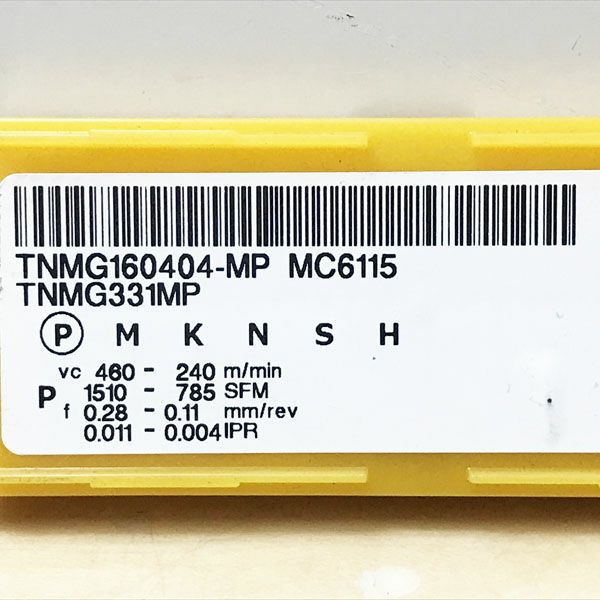 TNMG160404-MP MC6115
TNMG331MP
P M K N S H
vc 460 - 240 m/min
P 1510 - 785 SFM
f 0.28 - 0.11 mm/rev
0.011 - 0.004 IPR